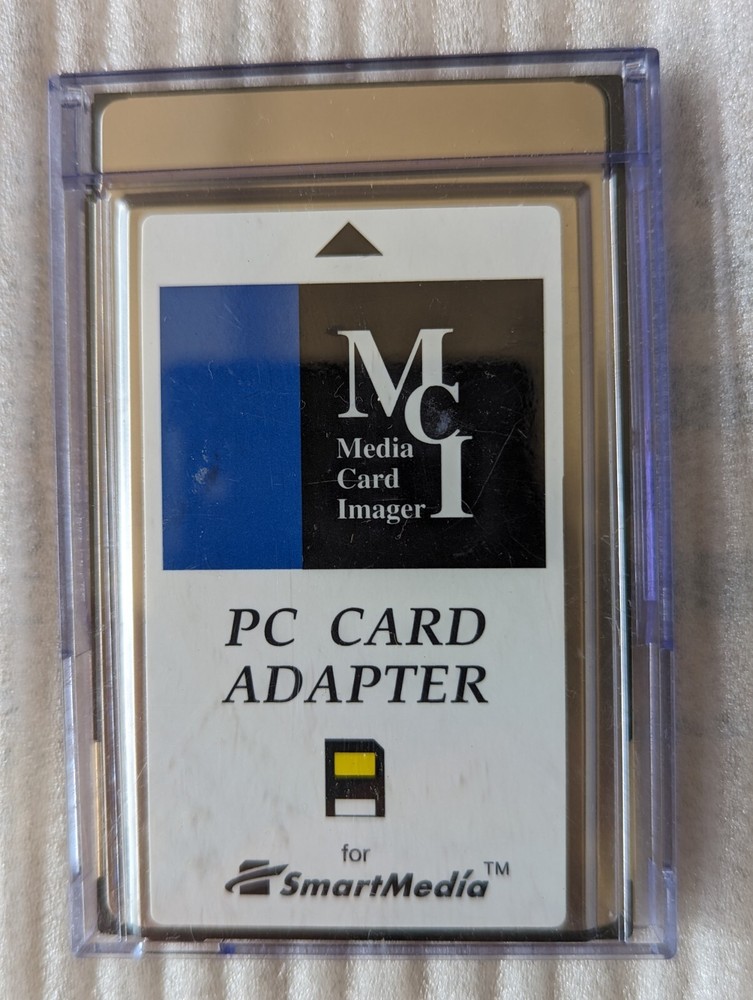 MCI
Media
Card
Imager
PC CARD
ADAPTER
for
SmartMedia™